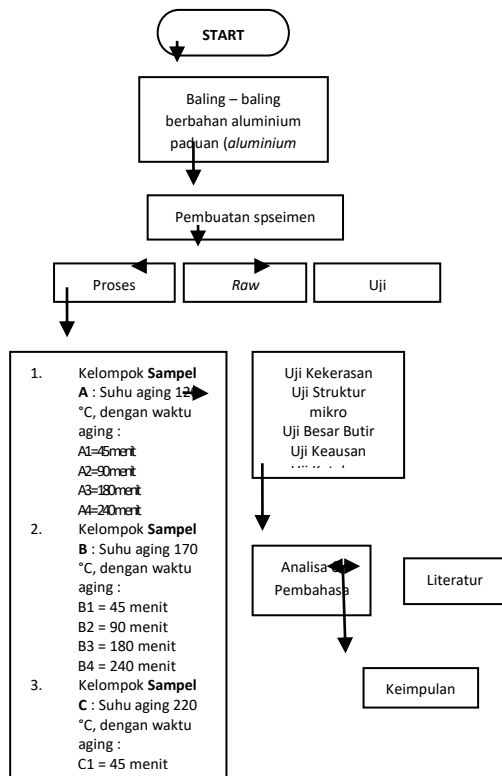 START
Baling – baling
berbahan aluminium
paduan (aluminium
Pembuatan spseimen
Proses
Raw
Uji
1. Kelompok Sampel
A : Suhu aging
°C, dengan waktu
aging :
A1=45menit
A2=90menit
A3=180menit
A4=240menit
2. Kelompok Sampel
B : Suhu aging 170
°C, dengan waktu
aging :
B1 = 45 menit
B2 = 90 menit
B3 = 180 menit
B4 = 240 menit
3. Kelompok Sampel
C : Suhu aging 220
°C, dengan waktu
aging :
C1 = 45 menit
Uji Kekerasan
Uji Struktur
mikro
Uji Besar Butir
Uji Keausan
Analisa
Pembahasa
Literatur
Keimpulan